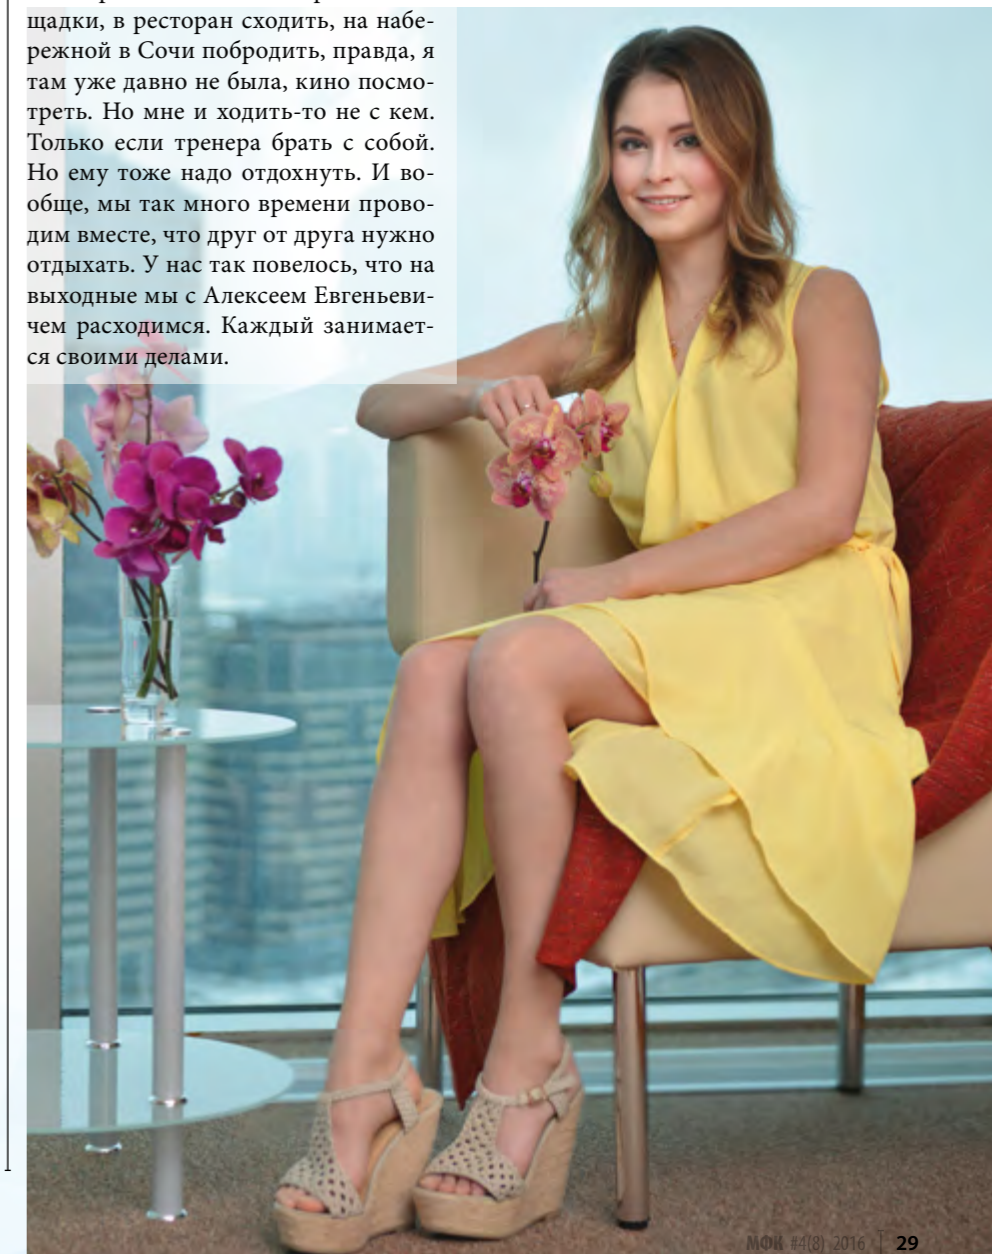 щадки, в ресторан сходить, на набе-
режной в Сочи побродить, правда, я
там уже давно не была, кино посмо-
треть. Но мне и ходить-то не с кем.
Только если тренера брать с собой.
Но ему тоже надо отдохнуть. И во-
обще, мы так много времени прово-
дим вместе, что друг от друга нужно
отдыхать. У нас так повелось, что на
выходные мы с Алексеем Евгеньеви-
чем расходимся. Каждый занимает-
ся своими делами.
МФК #4(8) 2016 | 29